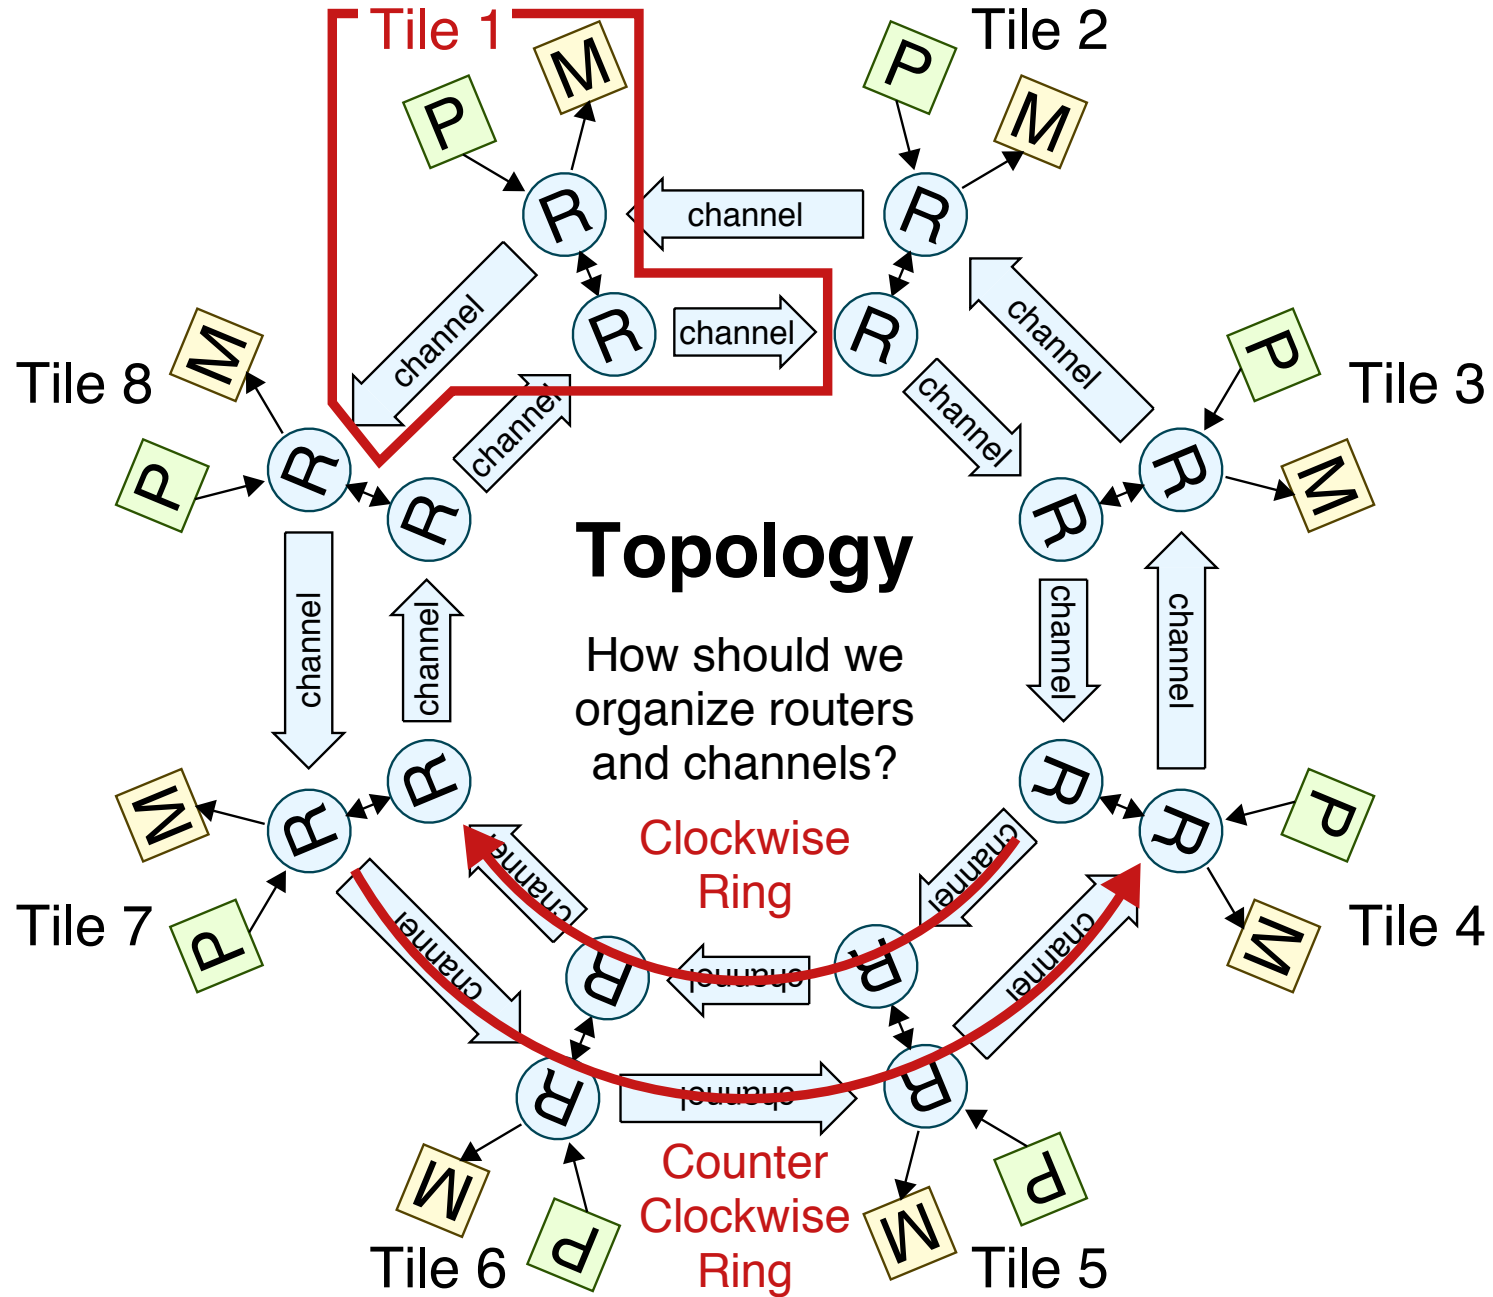 Tile 1
M
P
R
R
channel
channel
Tile 2
P
M
R
R
channel
channel
Tile 3
P
M
R
R
channel
channel
Tile 8
M
P
R
R
channel
channel
Topology
How should we
organize routers
and channels?
Clockwise
Ring
channel
channel
Tile 4
P
M
R
R
channel
channel
Tile 7
M
P
R
R
channel
channel
Tile 6
M
P
R
R
channel
channel
Counter
Clockwise
Ring
Tile 5
M
P
R
R